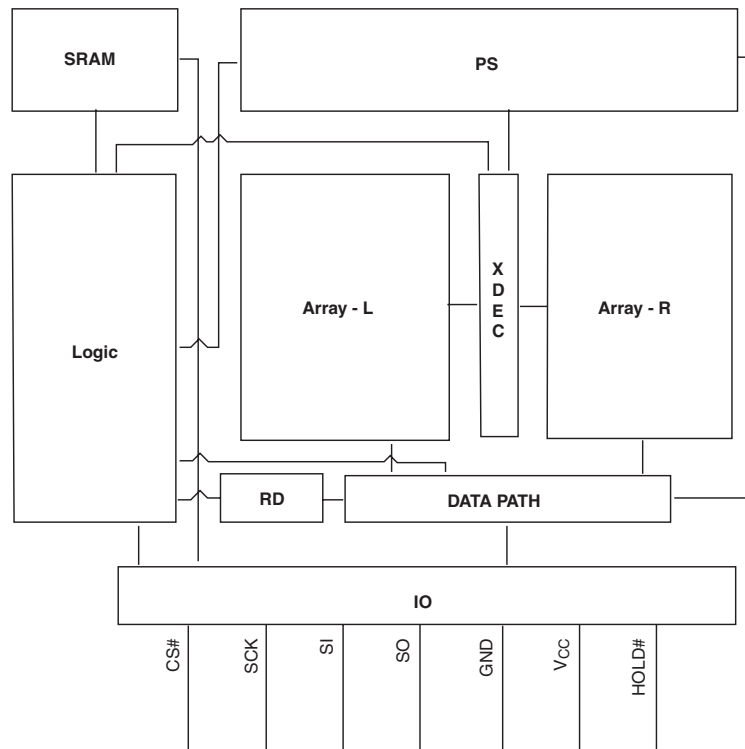 SRAM
PS
X
D
E
C
Array - L
Array - R
Logic
RD
DATA PATH
IO
CS#
SCK
SI
SO
GND
VCC
HOLD#